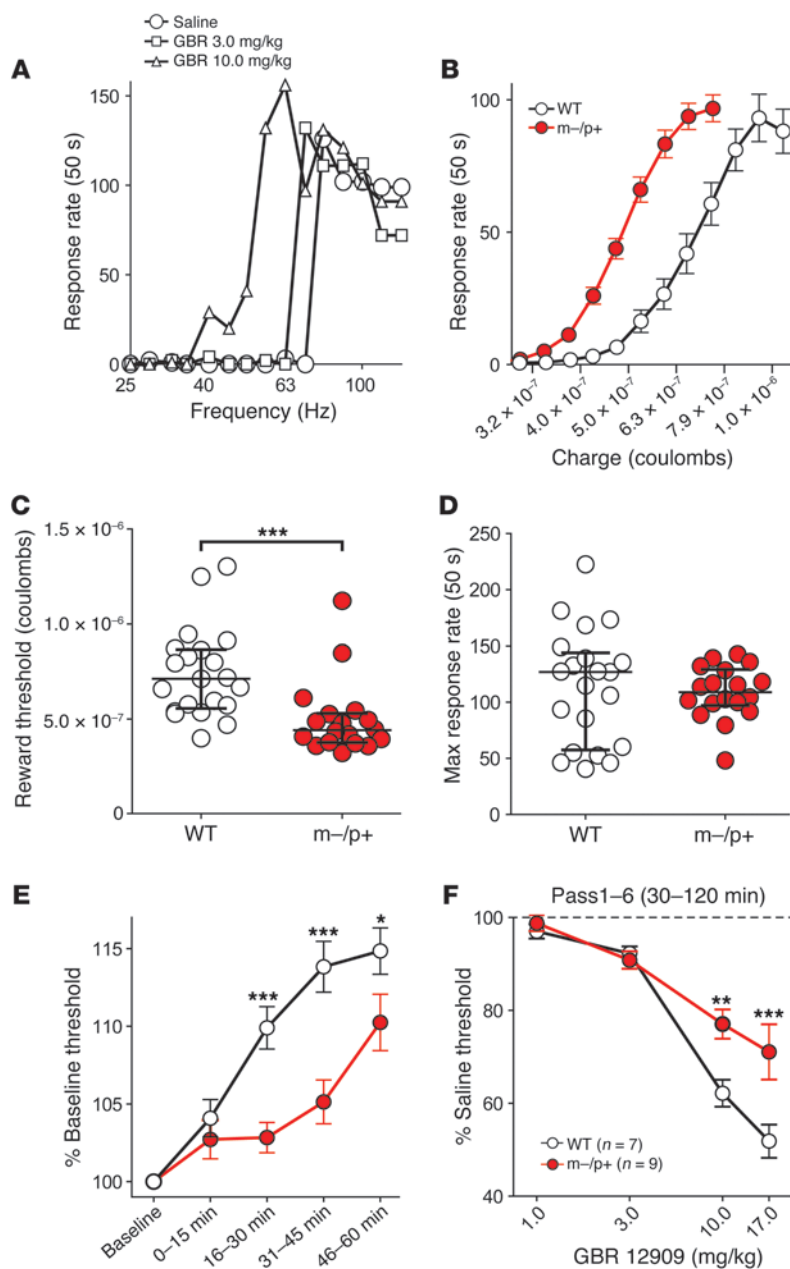 Saline
GBR 3.0 mg/kg
GBR 10.0 mg/kg
A
Response rate (50 s)
150
100
50
0
25
40
63
100
Frequency (Hz)
B
Response rate (50 s)
100
50
0
WT
m–/p+
3.2 × 10⁻⁷
4.0 × 10⁻⁷
5.0 × 10⁻⁷
6.3 × 10⁻⁷
7.9 × 10⁻⁷
1.0 × 10⁻⁶
Charge (coulombs)
C
Reward threshold (coulombs)
1.5 × 10⁻⁶
1.0 × 10⁻⁶
5.0 × 10⁻⁷
0
***
WT
m–/p+
D
Max response rate (50 s)
250
200
150
100
50
0
WT
m–/p+
E
% Baseline threshold
115
110
105
100
***
***
*
Baseline
0–15 min
16–30 min
31–45 min
46–60 min
F
Pass1–6 (30–120 min)
% Saline threshold
100
80
60
40
**
***
WT (n = 7)
m–/p+ (n = 9)
1.0
3.0
10.0
17.0
GBR 12909 (mg/kg)